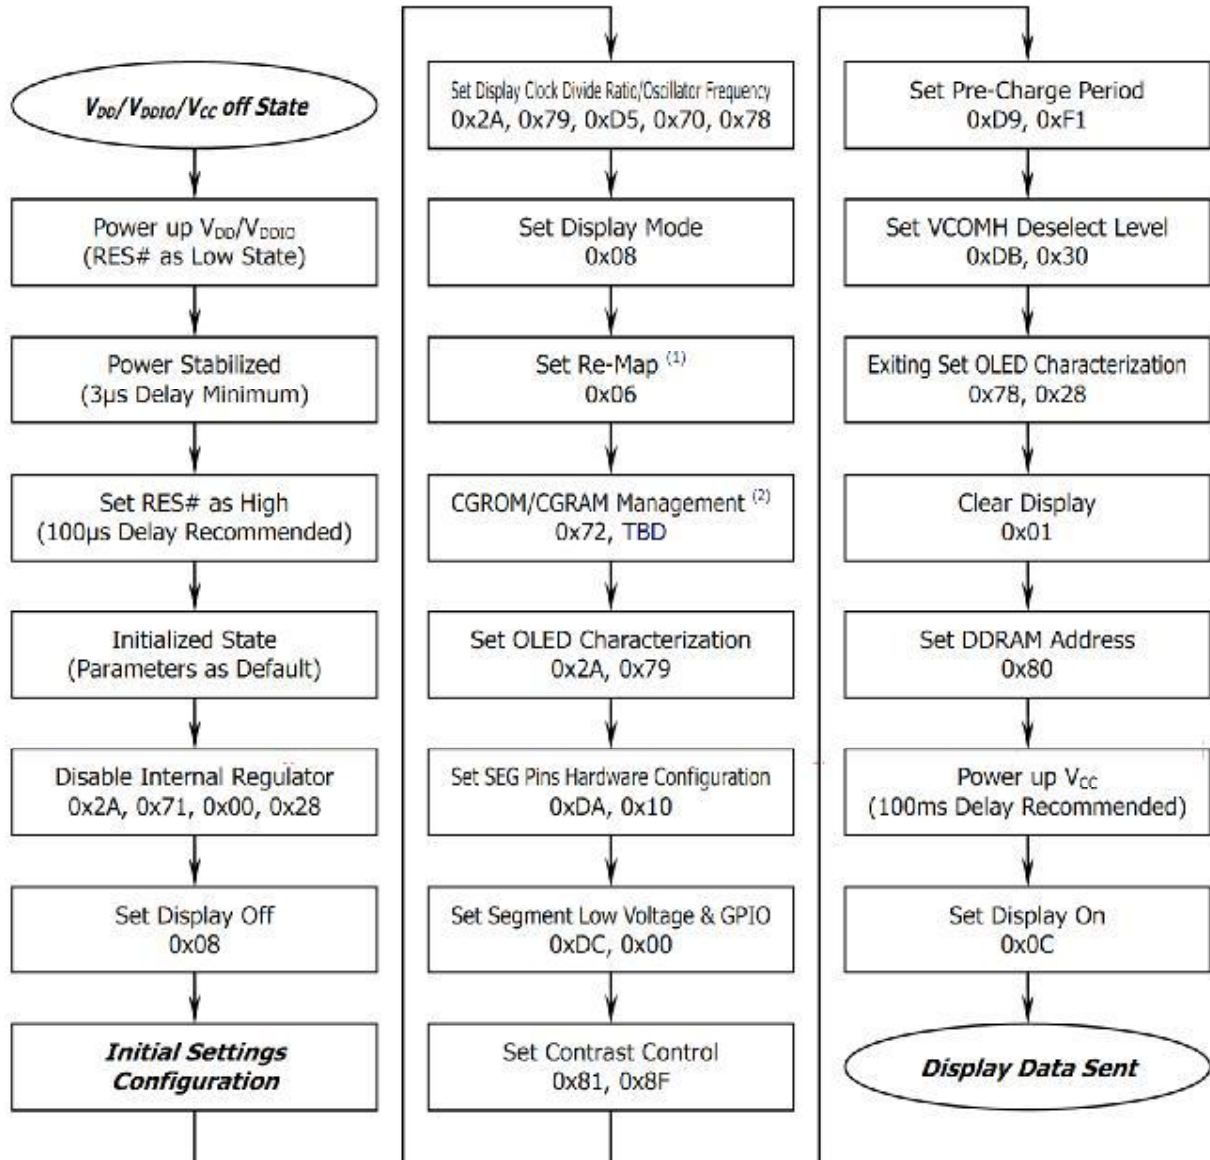 V_DD/V_DDIO/V_CC off State
Power up V_DD/V_DDIO
(RES# as Low State)
Power Stabilized
(3µs Delay Minimum)
Set RES# as High
(100µs Delay Recommended)
Initialized State
(Parameters as Default)
Disable Internal Regulator
0x2A, 0x71, 0x00, 0x28
Set Display Off
0x08
Initial Settings
Configuration
Set Display Clock Divide Ratio/Oscillator Frequency
0x2A, 0x79, 0xD5, 0x70, 0x78
Set Display Mode
0x08
Set Re-Map (1)
0x06
CGROM/CGRAM Management (2)
0x72, TBD
Set OLED Characterization
0x2A, 0x79
Set SEG Pins Hardware Configuration
0xDA, 0x10
Set Segment Low Voltage & GPIO
0xDC, 0x00
Set Contrast Control
0x81, 0x8F
Set Pre-Charge Period
0xD9, 0xF1
Set VCOMH Deselect Level
0xDB, 0x30
Exiting Set OLED Characterization
0x78, 0x28
Clear Display
0x01
Set DDRAM Address
0x80
Power up V_CC
(100ms Delay Recommended)
Set Display On
0x0C
Display Data Sent